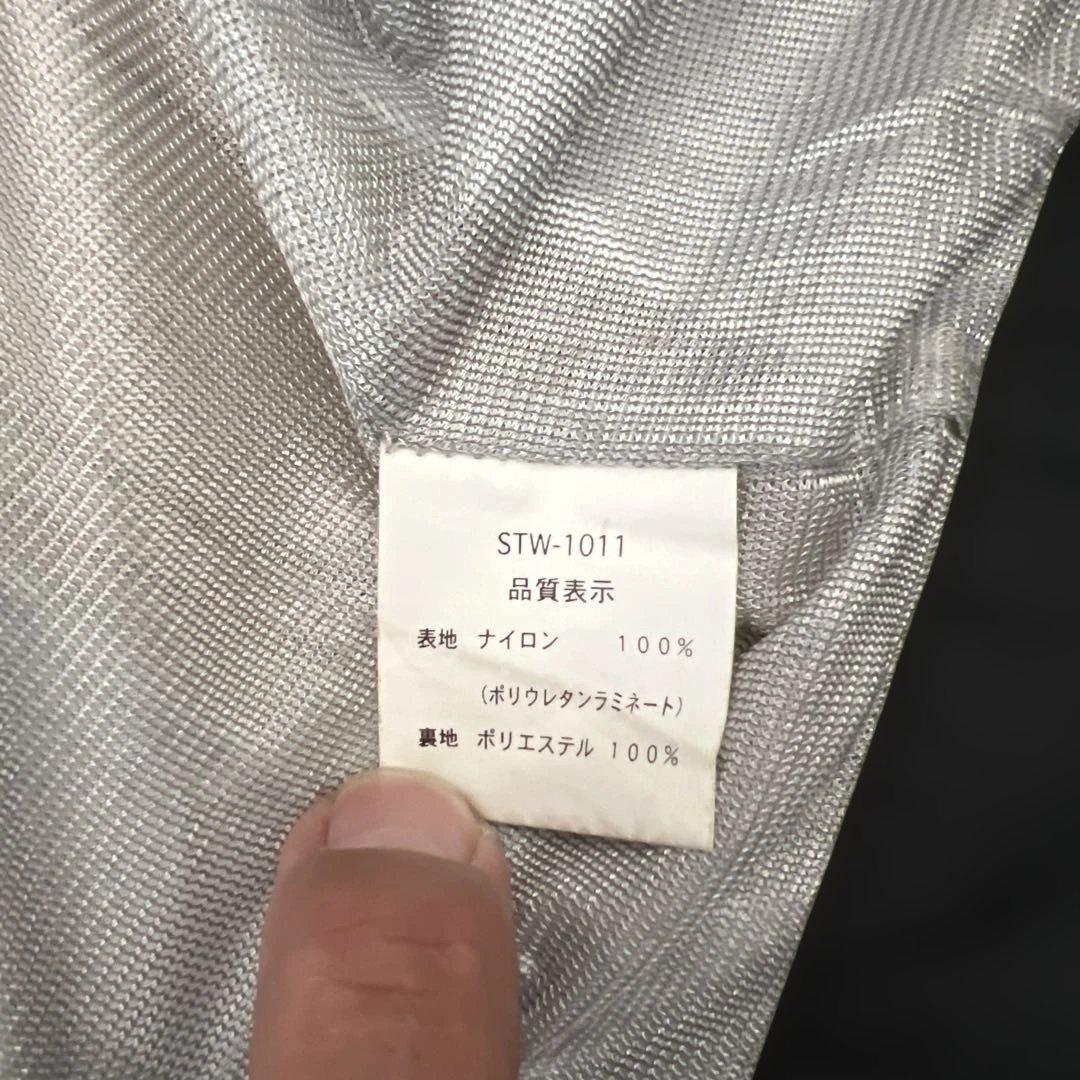 STW-1011
品質表示
表地 ナイロン 100%
(ポリウレタンラミネート)
裏地 ポリエステル 100%